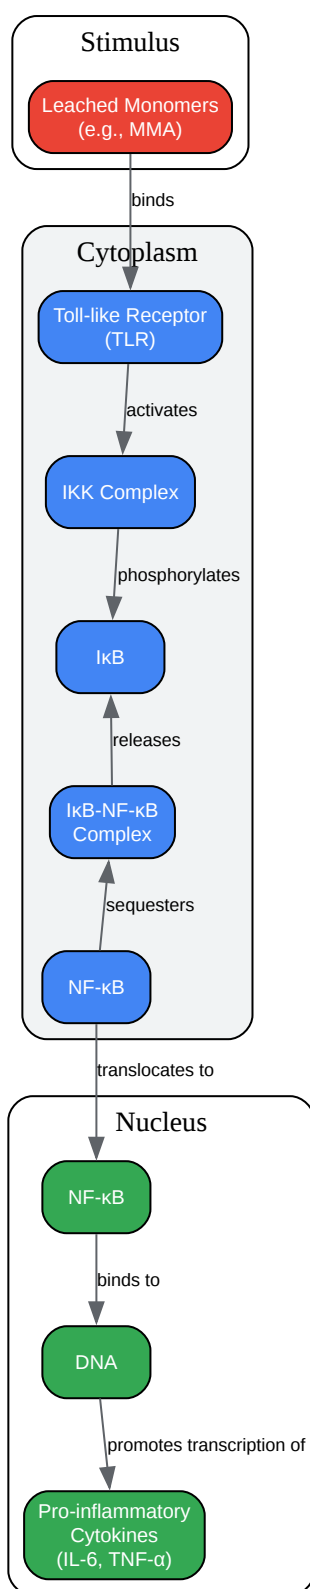 Stimulus
Leached Monomers
(e.g., MMA)
binds
Cytoplasm
Toll-like Receptor
(TLR)
activates
IKK Complex
phosphorylates
IκB
releases
IκB-NF-κB
Complex
sequesters
NF-κB
translocates to
Nucleus
NF-κB
binds to
DNA
promotes transcription of
Pro-inflammatory
Cytokines
(IL-6, TNF-α)